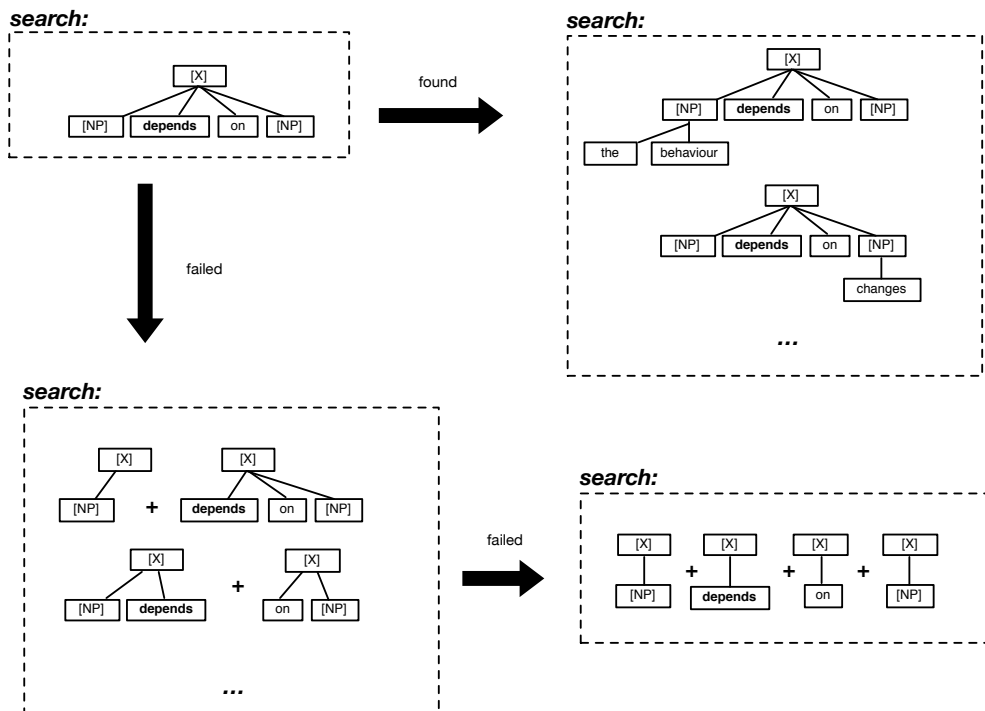 search:
[X]
[NP] depends on [NP]
found
search:
[X]
[NP] depends on [NP]
the behaviour
[X]
[NP] depends on [NP]
changes
...
failed
search:
[X] [X]
[NP] + depends on [NP]
[X] [X]
[NP] depends + on [NP]
...
failed
search:
[X] [X] [X] [X]
+ + +
[NP] depends on [NP]